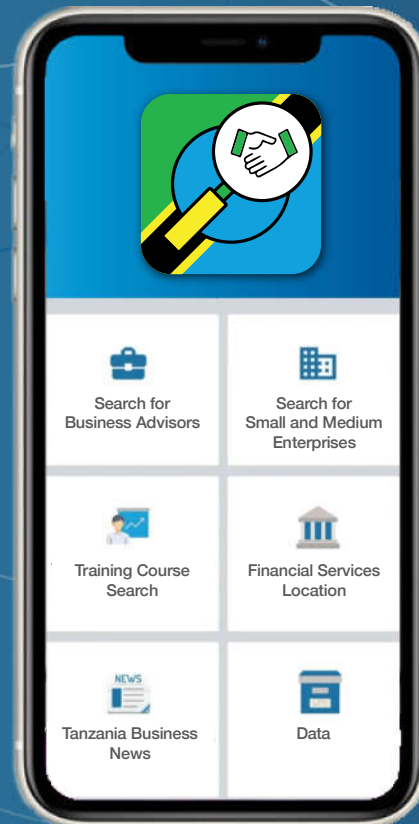 Search for
Business Advisors
Search for
Small and Medium
Enterprises
Training Course
Search
Financial Services
Location
NEWS
Tanzania Business
News
Data